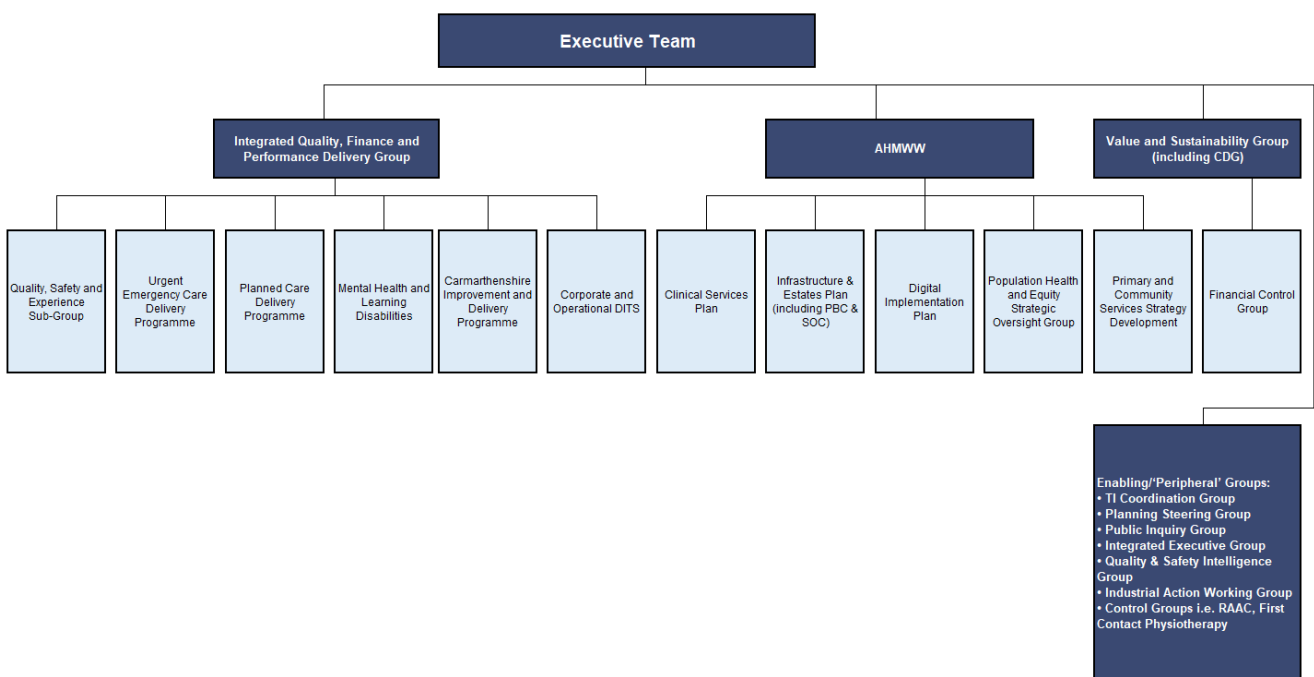 Executive Team
Integrated Quality, Finance and
Performance Delivery Group
AHMWW
Value and Sustainability Group
(including CDG)
Quality, Safety and
Experience
Sub-Group
Urgent
Emergency Care
Delivery
Programme
Planned Care
Delivery
Programme
Mental Health and
Learning
Disabilities
Carmarthenshire
Improvement and
Delivery
Programme
Corporate and
Operational DITS
Clinical Services
Plan
Infrastructure &
Estates Plan
(including PBC &
SOC)
Digital
Implementation
Plan
Population Health
and Equity
Strategic
Oversight Group
Primary and
Community
Services Strategy
Development
Financial Control
Group
Enabling/‘Peripheral’ Groups:
• TI Coordination Group
• Planning Steering Group
• Public Inquiry Group
• Integrated Executive Group
• Quality & Safety Intelligence
Group
• Industrial Action Working Group
• Control Groups i.e. RAAC, First
Contact Physiotherapy